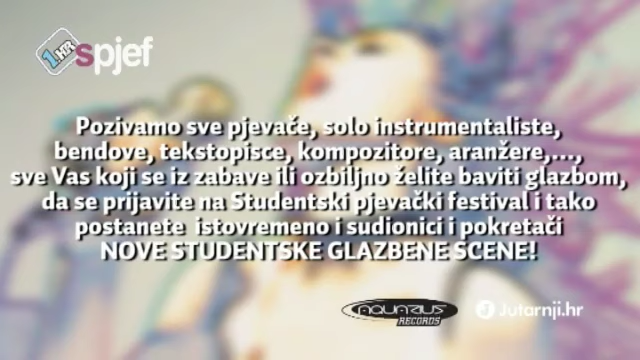 1.HR spjef
Pozivamo sve pjevače, solo instrumentaliste,
bendove, tekstopisce, kompozitore, aranžere,...,
sve Vas koji se iz zabave ili ozbiljno želite baviti glazbom,
da se prijavite na Studentski pjevački festival i tako
postanete istovremeno i sudionici i pokretači
NOVE STUDENTSKE GLAZBENE SCENE!
AQUARIUS
RECORDS
J Jutarnji.hr